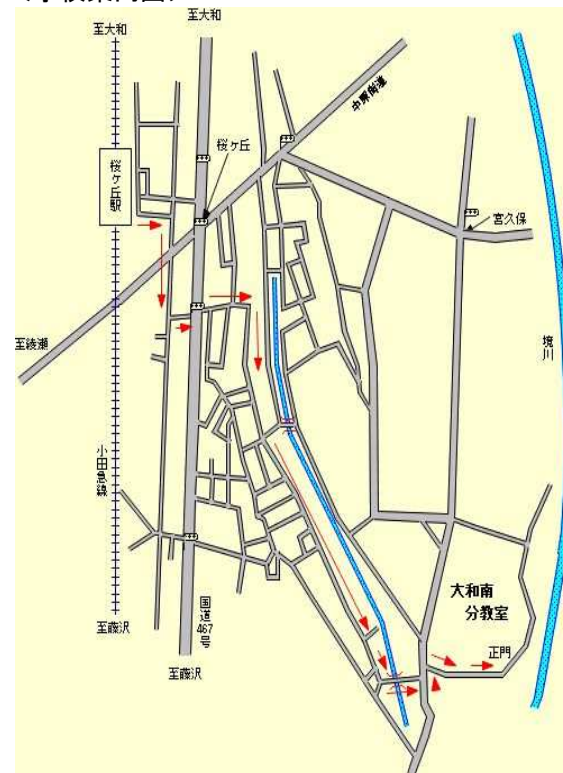 至大和
至大和
中原街道
桜ヶ丘
桜ヶ丘駅
宮久保
至綾瀬
境川
小田急線
大和南
分教室
国道467号
至藤沢
正門
至藤沢